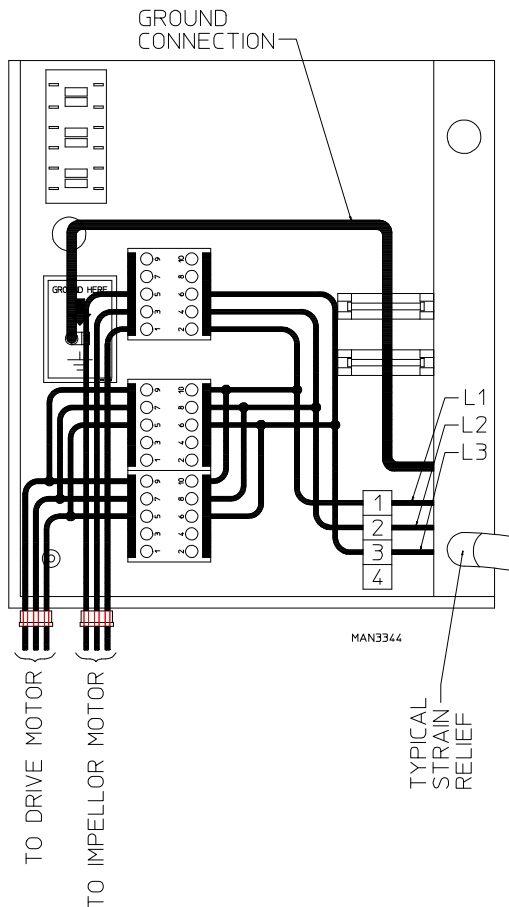 GROUND
CONNECTION
GROUND HERE
9 10
7 8
5 6
3 4
1 2
9 10
7 8
5 6
3 4
1 2
9 10
7 8
5 6
3 4
1 2
L1
L2
L3
1
2
3
4
MAN3344
TO DRIVE MOTOR
TO IMPELLOR MOTOR
TYPICAL
STRAIN
RELIEF